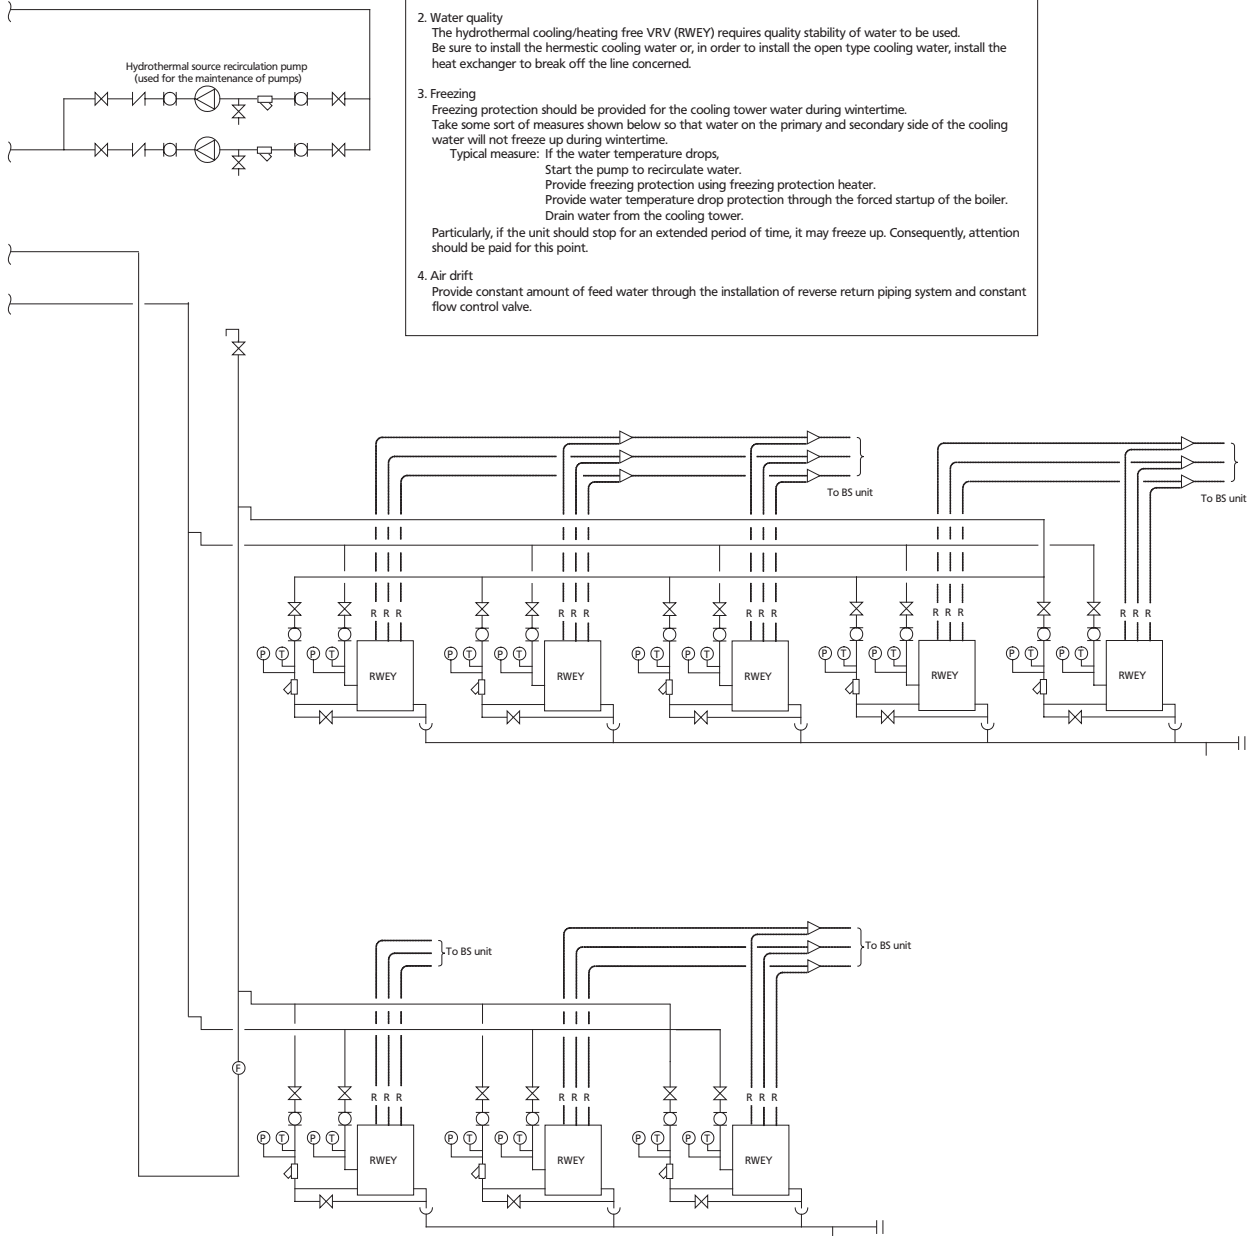 2. Water quality
The hydrothermal cooling/heating free VRV (RWEY) requires quality stability of water to be used.
Be sure to install the hermestic cooling water or, in order to install the open type cooling water, install the
heat exchanger to break off the line concerned.
Hydrothermal source recirculation pump
(used for the maintenance of pumps)
3. Freezing
Freezing protection should be provided for the cooling tower water during wintertime.
Take some sort of measures shown below so that water on the primary and secondary side of the cooling
water will not freeze up during wintertime.
Typical measure: If the water temperature drops,
Start the pump to recirculate water.
Provide freezing protection using freezing protection heater.
Provide water temperature drop protection through the forced startup of the boiler.
Drain water from the cooling tower.
Particularly, if the unit should stop for an extended period of time, it may freeze up. Consequently, attention
should be paid for this point.
4. Air drift
Provide constant amount of feed water through the installation of reverse return piping system and constant
flow control valve.
To BS unit
To BS unit
R R R R R R R R R R R R R R R
P T P T P T P T P T P T P T P T P T P T
RWEY RWEY RWEY RWEY RWEY
To BS unit
To BS unit
F
R R R R R R R R R
P T P T P T P T P T P T
RWEY RWEY RWEY